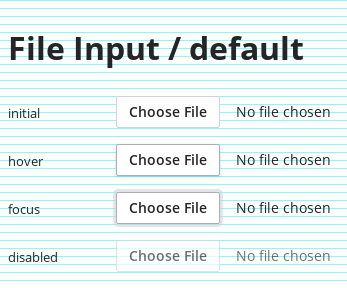 File Input / default
initial Choose File No file chosen
hover Choose File No file chosen
focus Choose File No file chosen
disabled Choose File No file chosen